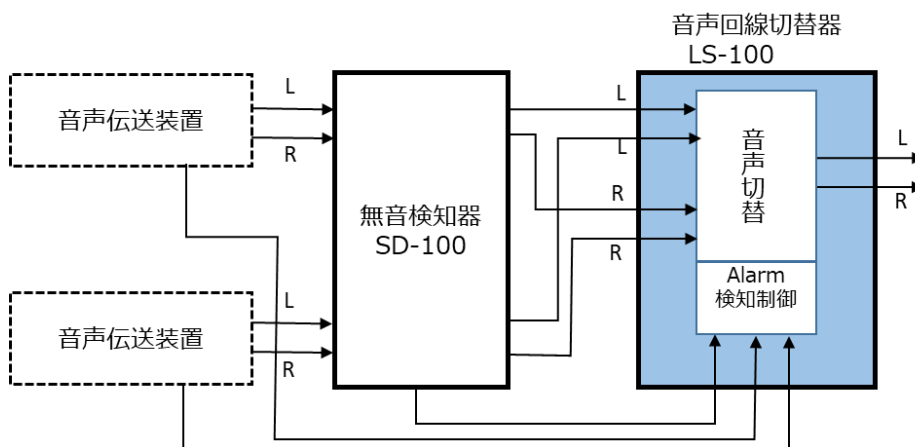 音声回線切替器
LS-100
音声伝送装置
L
R
無音検知器
SD-100
L
L
R
R
音声切替
Alarm
検知制御
L
R
音声伝送装置
L
R